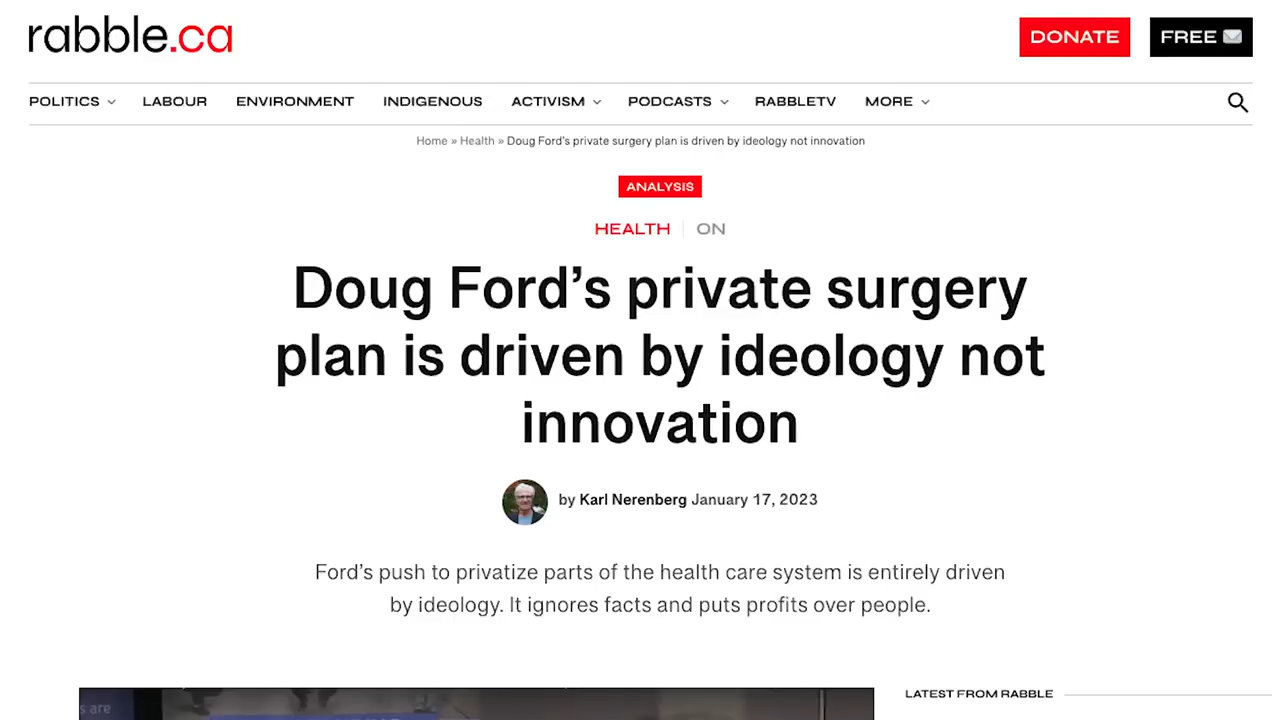 rabble.ca
DONATE
FREE
POLITICS
LABOUR
ENVIRONMENT
INDIGENOUS
ACTIVISM
PODCASTS
RABBLETV
MORE
Home » Health » Doug Ford’s private surgery plan is driven by ideology not innovation
ANALYSIS
HEALTH
ON
Doug Ford’s private surgery
plan is driven by ideology not
innovation
by Karl Nerenberg January 17, 2023
Ford’s push to privatize parts of the health care system is entirely driven
by ideology. It ignores facts and puts profits over people.
s are
LATEST FROM RABBLE